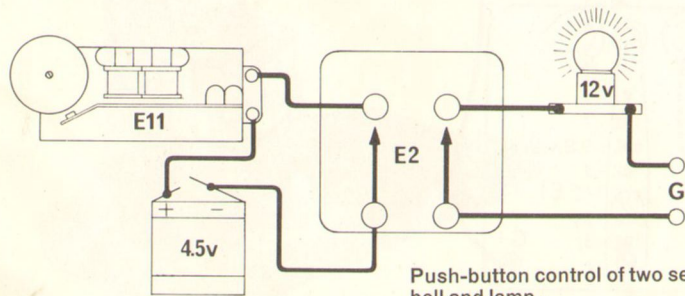 12v
E11
E2
G
+ -
4.5v
Push-button control of two se
bell and lamp